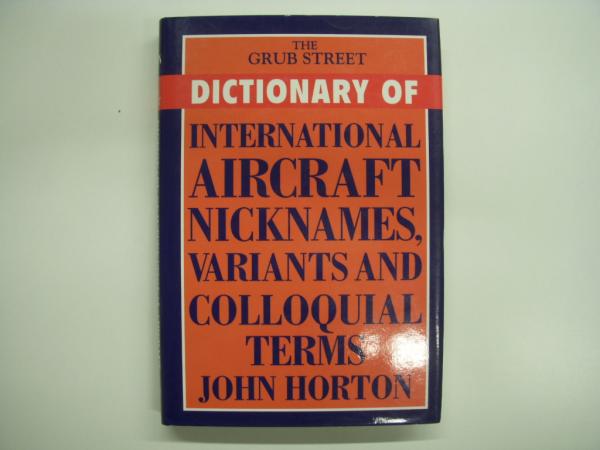 THE
GRUB STREET
DICTIONARY OF
INTERNATIONAL
AIRCRAFT
NICKNAMES,
VARIANTS AND
COLLOQUIAL
TERMS
JOHN HORTON